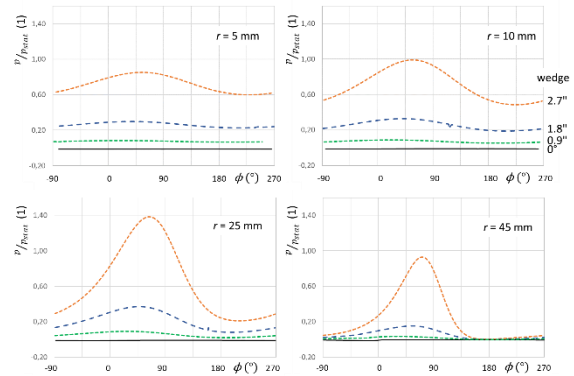 1,40
1,00
0,60
0,20
-0,20
p/p_stat (1)
r = 5 mm
-90 0 90 180 ϕ (°) 270
1,40
1,00
0,60
0,20
-0,20
p/p_stat (1)
r = 10 mm
wedge
2.7"
1.8"
0.9"
0"
-90 0 90 180 ϕ (°) 270
1,40
1,00
0,60
0,20
-0,20
p/p_stat (1)
r = 25 mm
-90 0 90 180 ϕ (°) 270
1,40
1,00
0,60
0,20
-0,20
p/p_stat (1)
r = 45 mm
-90 0 90 180 ϕ (°) 270